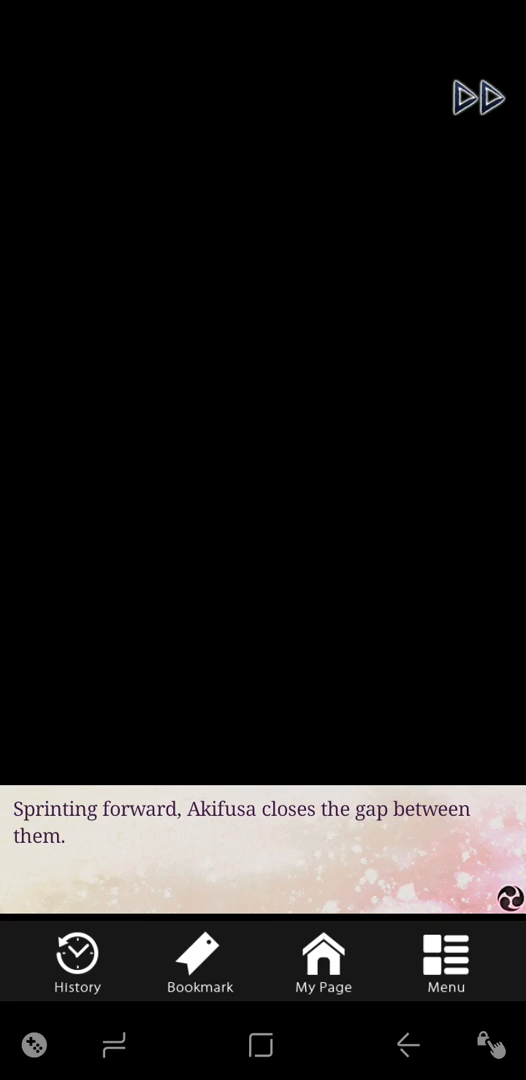 Sprinting forward, Akifusa closes the gap between
them.
History Bookmark My Page Menu